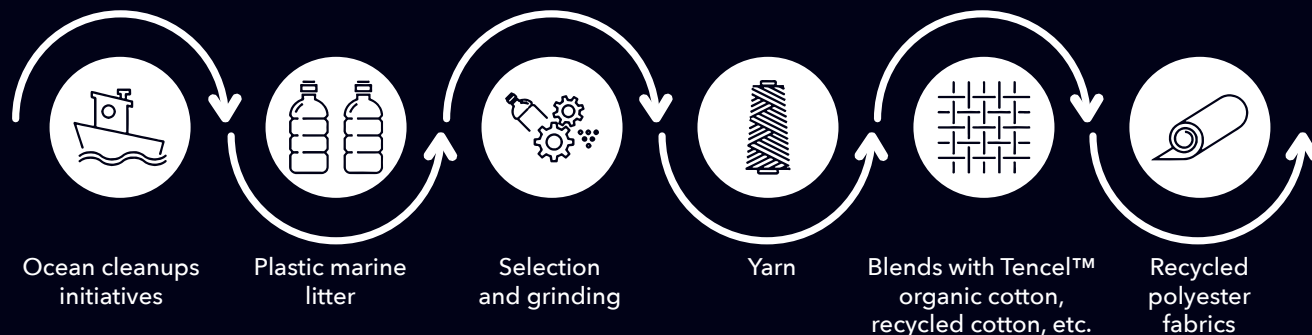 Ocean cleanups
initiatives
Plastic marine
litter
Selection
and grinding
Yarn
Blends with Tencel™
organic cotton,
recycled cotton, etc.
Recycled
polyester
fabrics